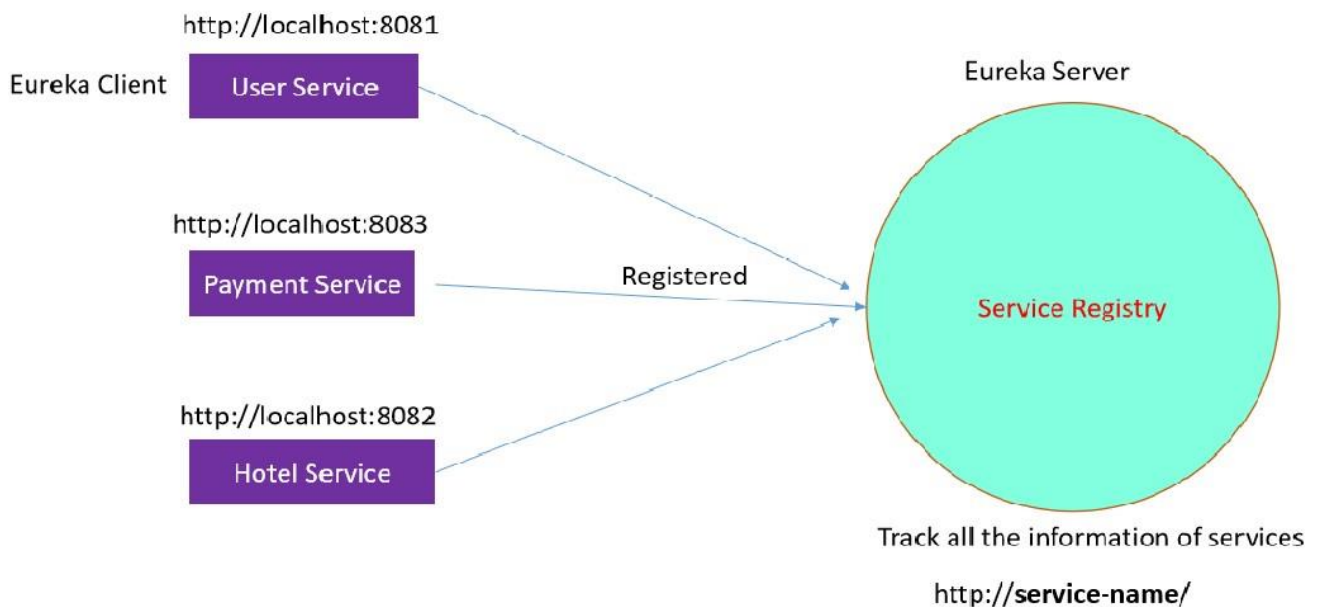 http://localhost:8081
Eureka Client
User Service
Eureka Server
http://localhost:8083
Payment Service
Registered
Service Registry
http://localhost:8082
Hotel Service
Track all the information of services
http://service-name/